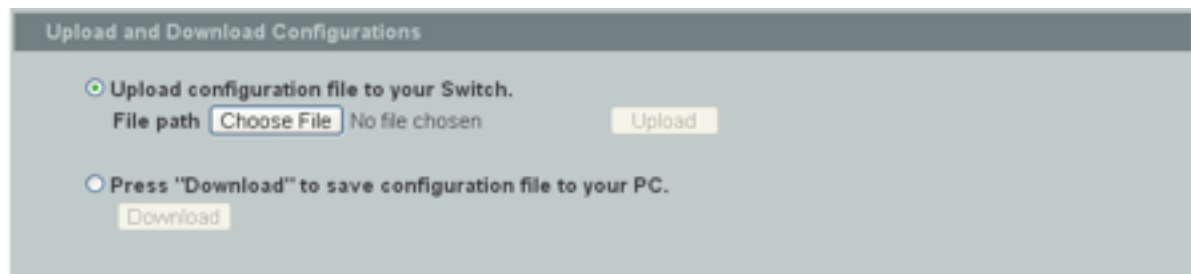 Upload and Download Configurations
Upload configuration file to your Switch.
File path Choose File No file chosen Upload
Press "Download" to save configuration file to your PC.
Download